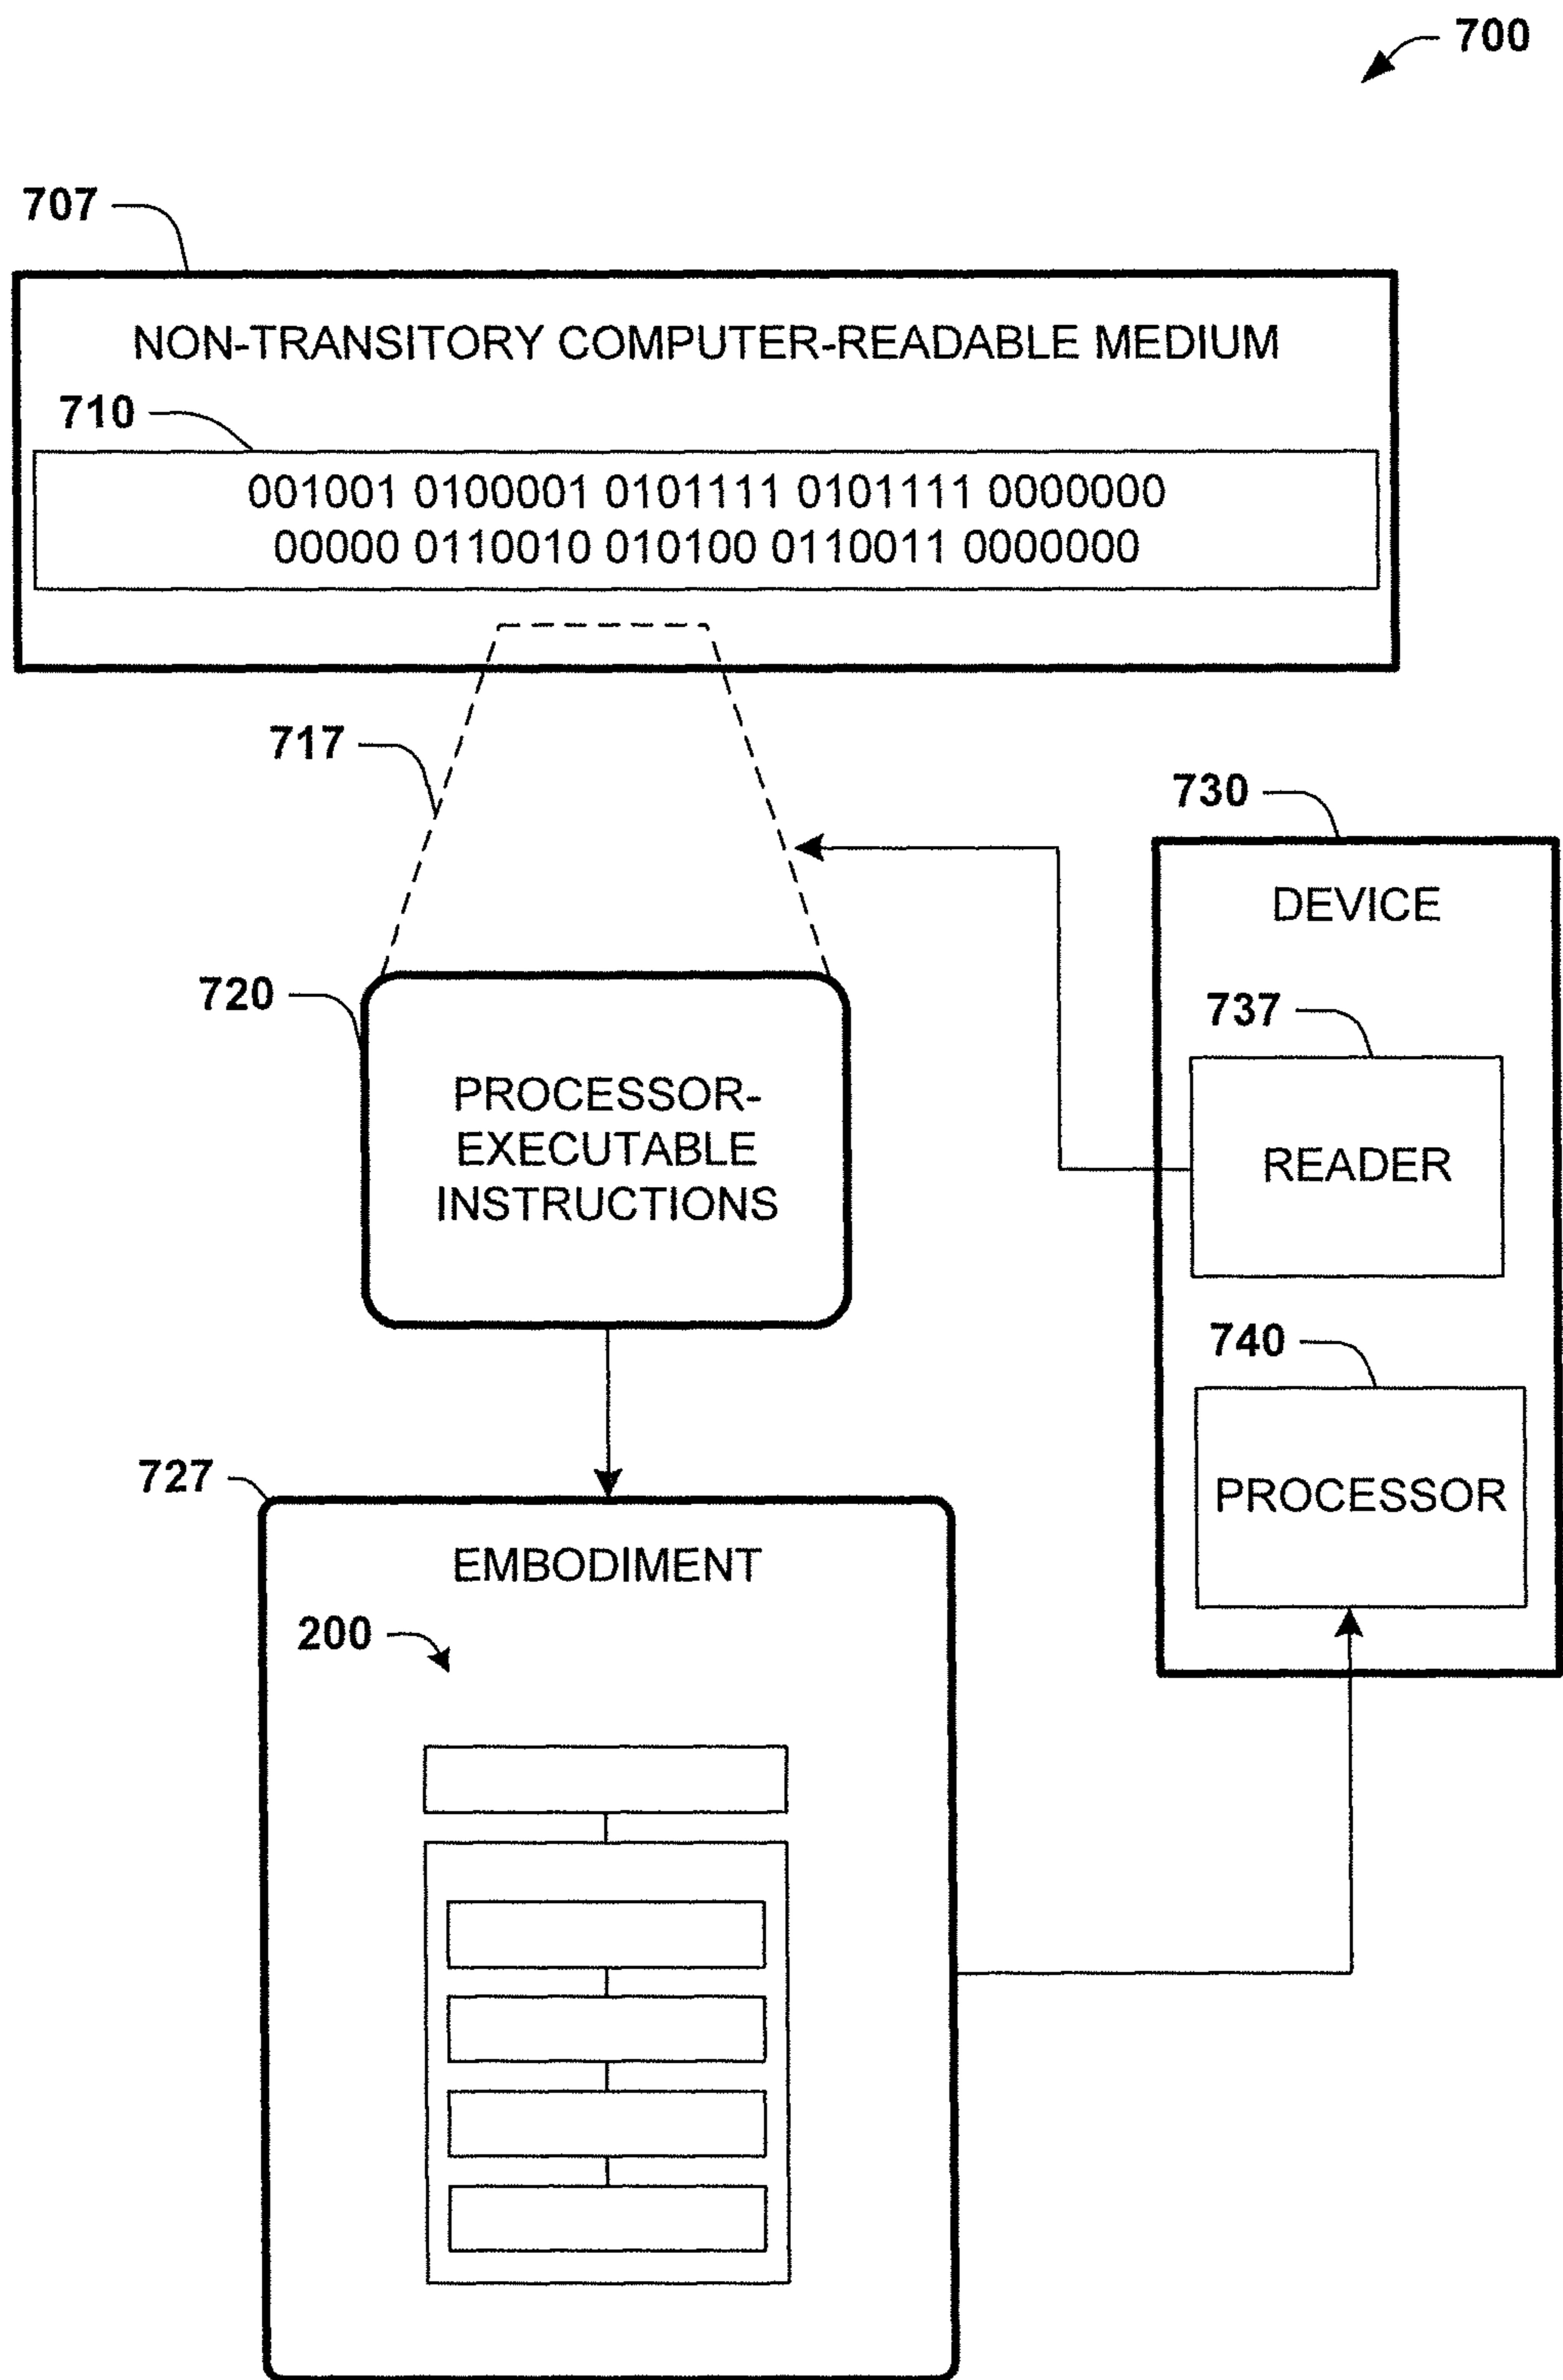 700
707
NON-TRANSITORY COMPUTER-READABLE MEDIUM
710
001001 0100001 0101111 0101111 0000000
00000 0110010 010100 0110011 0000000
717
730
DEVICE
720
737
PROCESSOR-
EXECUTABLE
INSTRUCTIONS
READER
740
727
PROCESSOR
EMBODIMENT
200